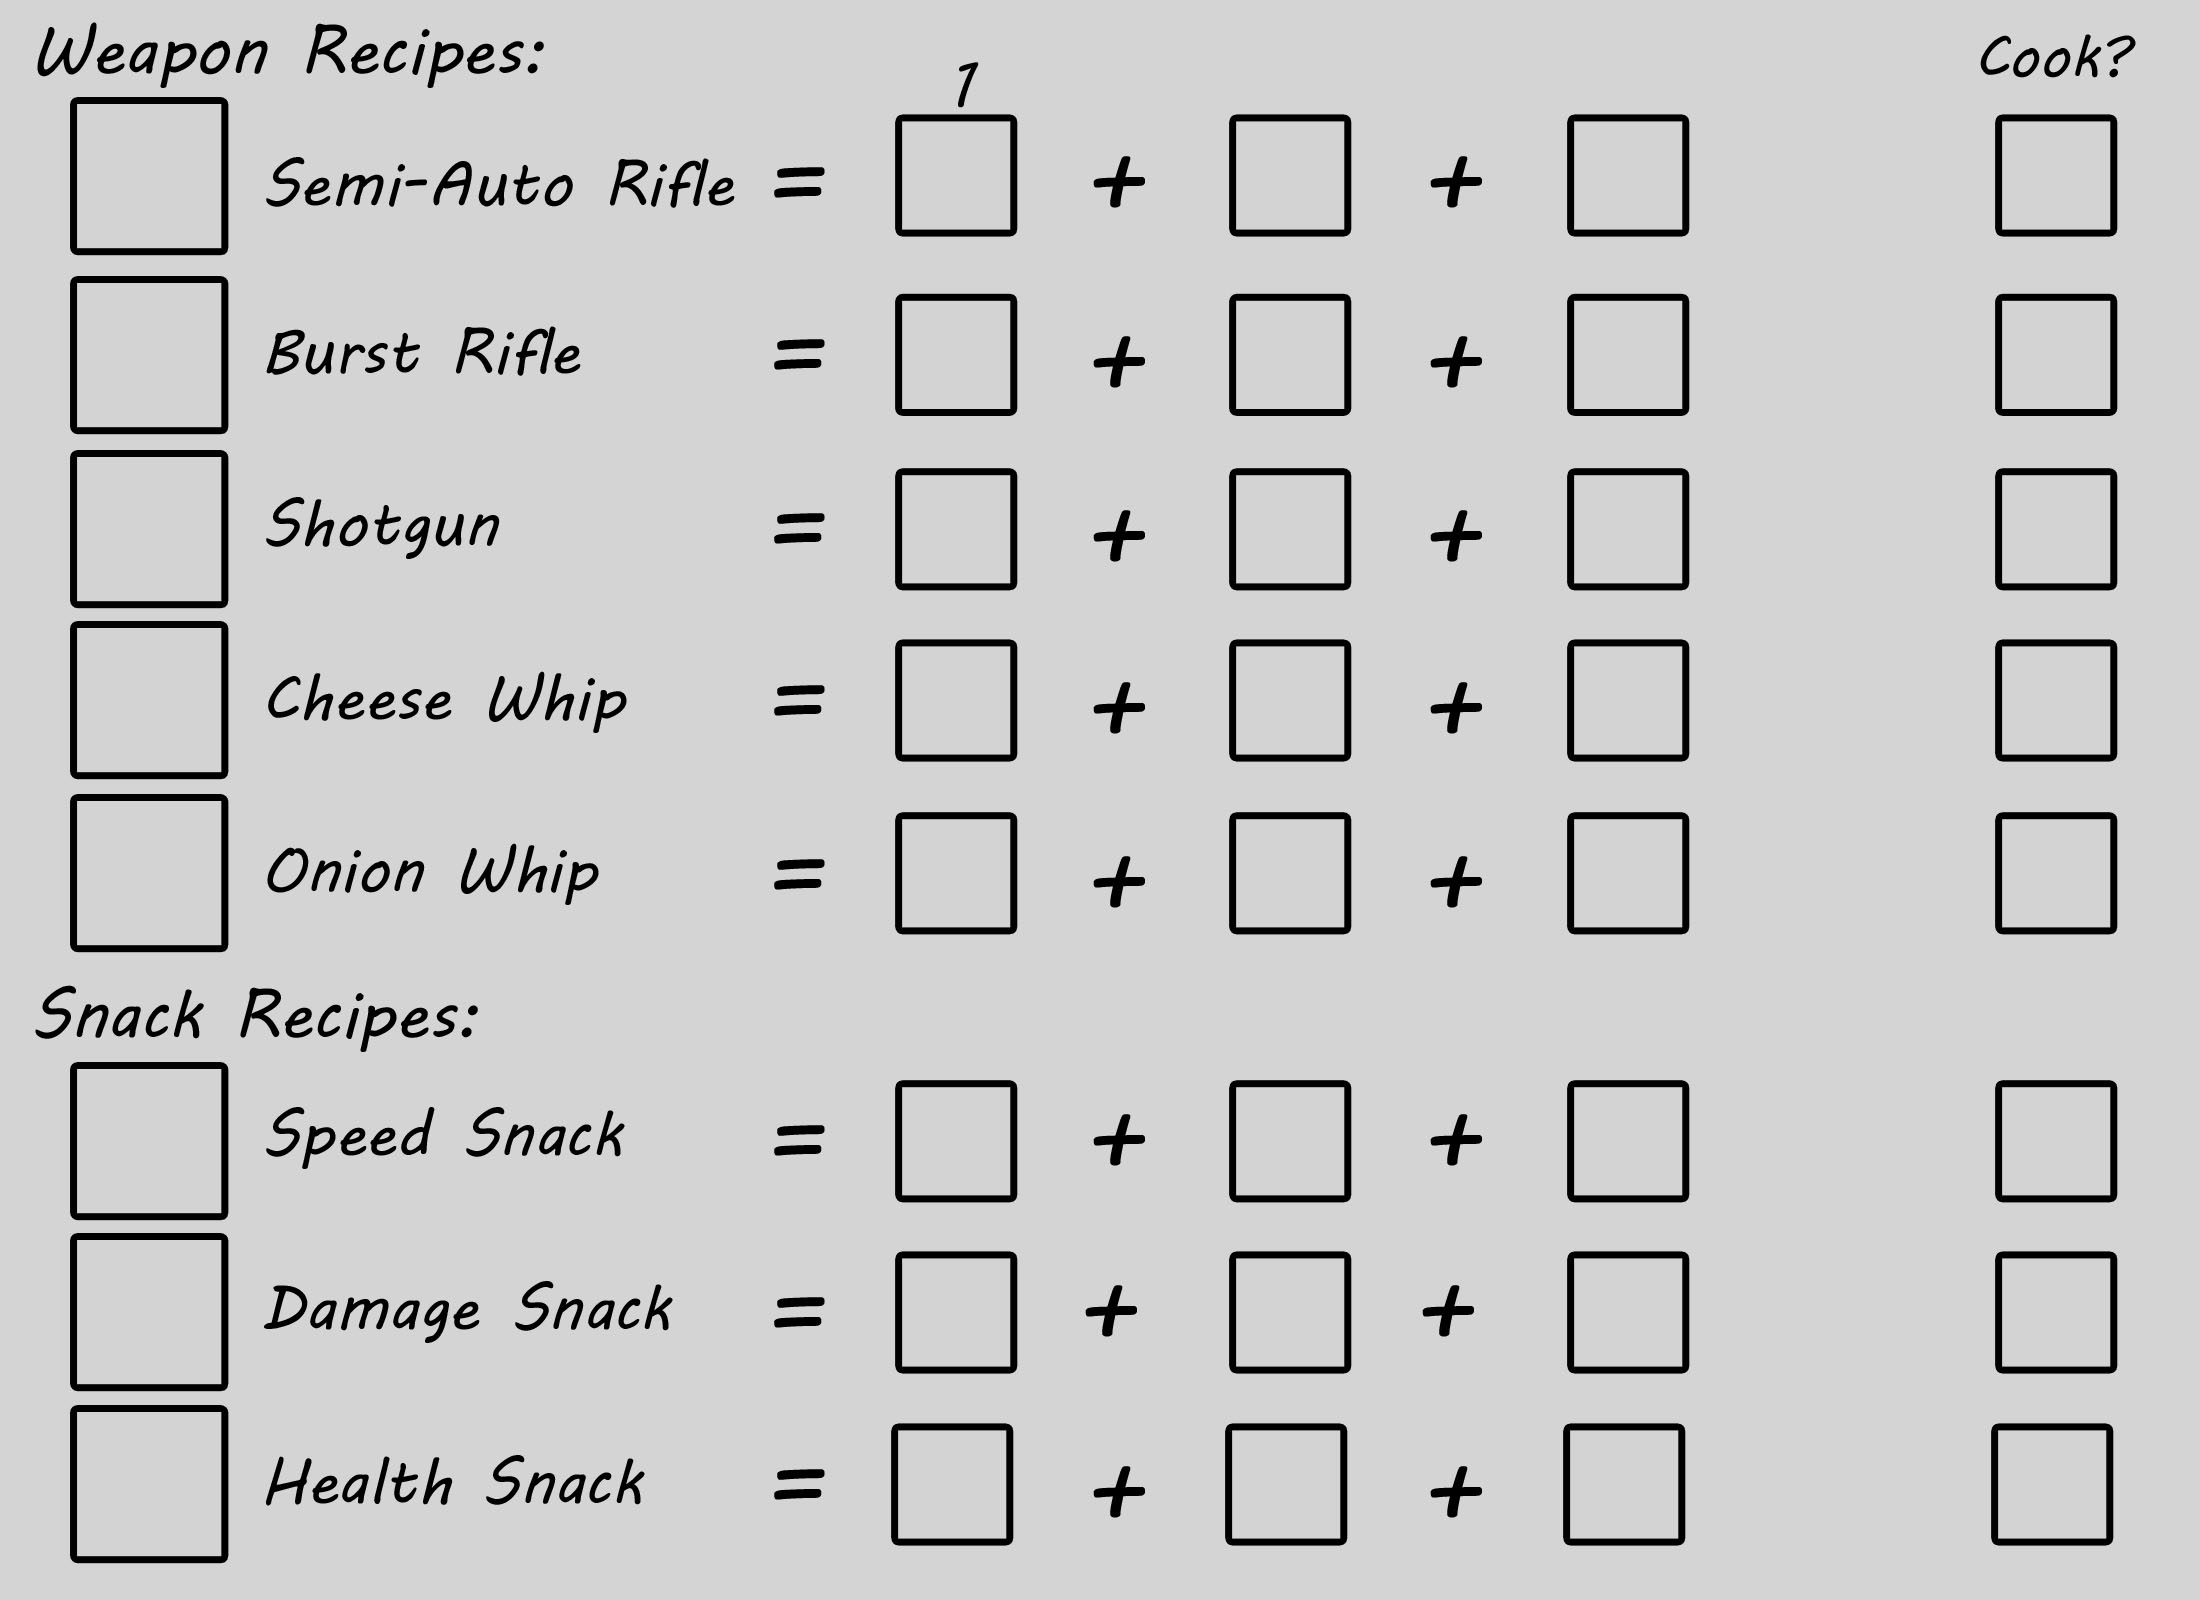 Weapon Recipes:
1
Cook?
Semi-Auto Rifle = + +
Burst Rifle = + +
Shotgun = + +
Cheese Whip = + +
Onion Whip = + +
Snack Recipes:
Speed Snack = + +
Damage Snack = + +
Health Snack = + +